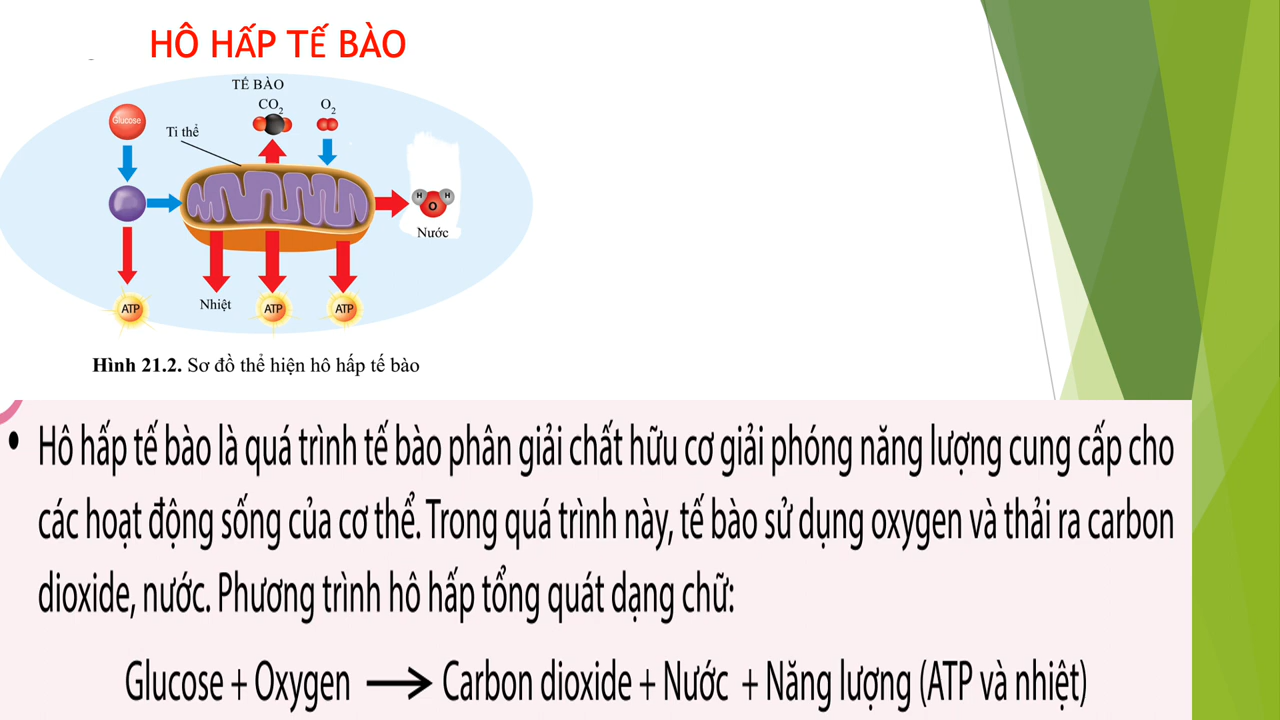 HÔ HẤP TẾ BÀO
TẾ BÀO
CO2
O2
Glucose
Ti thể
H
H
O
Nước
Nhiệt
ATP
ATP
ATP
Hình 21.2. Sơ đồ thể hiện hô hấp tế bào
• Hô hấp tế bào là quá trình tế bào phân giải chất hữu cơ giải phóng năng lượng cung cấp cho
các hoạt động sống của cơ thể. Trong quá trình này, tế bào sử dụng oxygen và thải ra carbon
dioxide, nước. Phương trình hô hấp tổng quát dạng chữ:
Glucose + Oxygen → Carbon dioxide + Nước + Năng lượng (ATP và nhiệt)